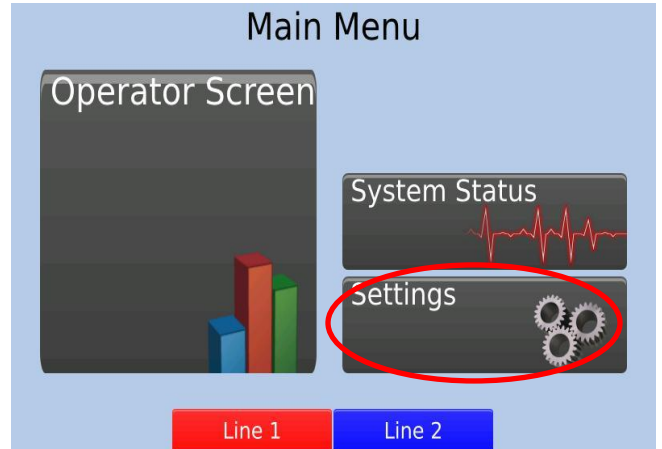 Main Menu
Operator Screen
System Status
Settings
Line 1
Line 2